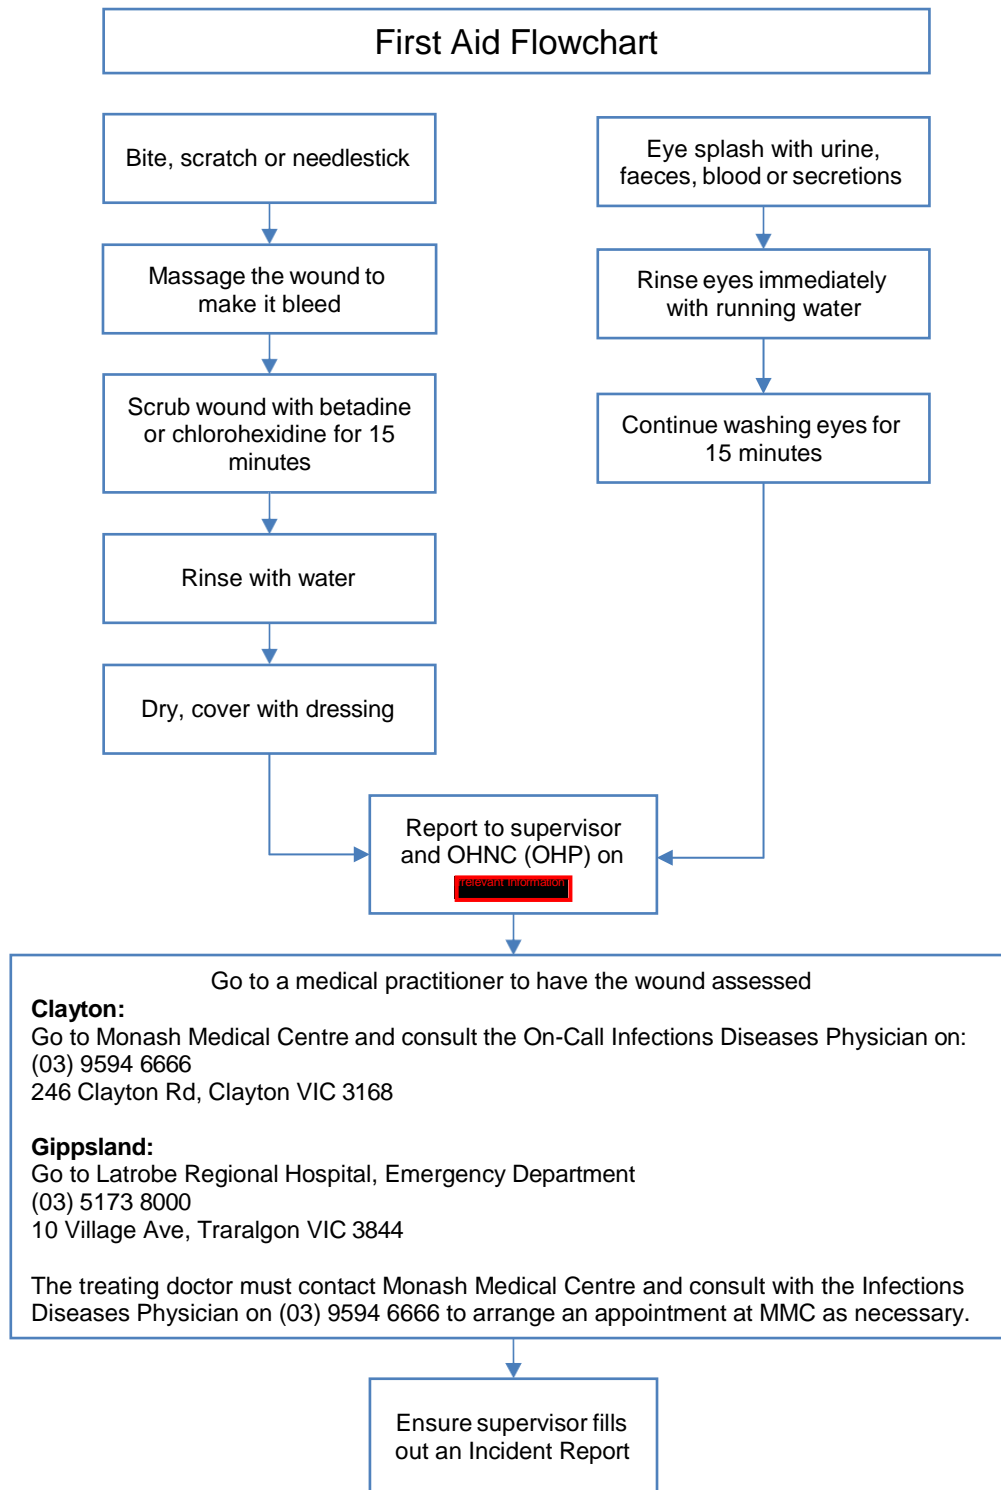 First Aid Flowchart
Bite, scratch or needlestick
Massage the wound to
make it bleed
Scrub wound with betadine
or chlorohexidine for 15
minutes
Rinse with water
Dry, cover with dressing
Eye splash with urine,
faeces, blood or secretions
Rinse eyes immediately
with running water
Continue washing eyes for
15 minutes
Report to supervisor
and OHNC (OHP) on
relevant information
Go to a medical practitioner to have the wound assessed
Clayton:
Go to Monash Medical Centre and consult the On-Call Infections Diseases Physician on:
(03) 9594 6666
246 Clayton Rd, Clayton VIC 3168
Gippsland:
Go to Latrobe Regional Hospital, Emergency Department
(03) 5173 8000
10 Village Ave, Traralgon VIC 3844
The treating doctor must contact Monash Medical Centre and consult with the Infections
Diseases Physician on (03) 9594 6666 to arrange an appointment at MMC as necessary.
Ensure supervisor fills
out an Incident Report